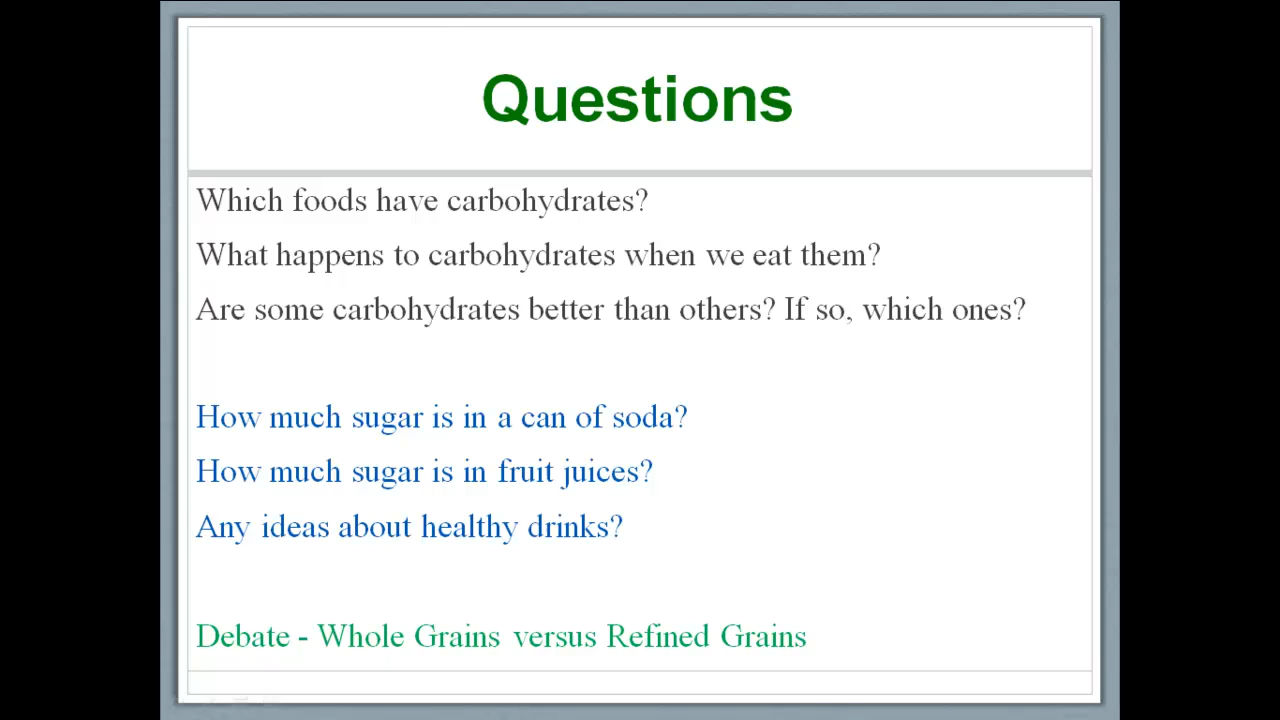 Questions
Which foods have carbohydrates?
What happens to carbohydrates when we eat them?
Are some carbohydrates better than others? If so, which ones?
How much sugar is in a can of soda?
How much sugar is in fruit juices?
Any ideas about healthy drinks?
Debate - Whole Grains versus Refined Grains